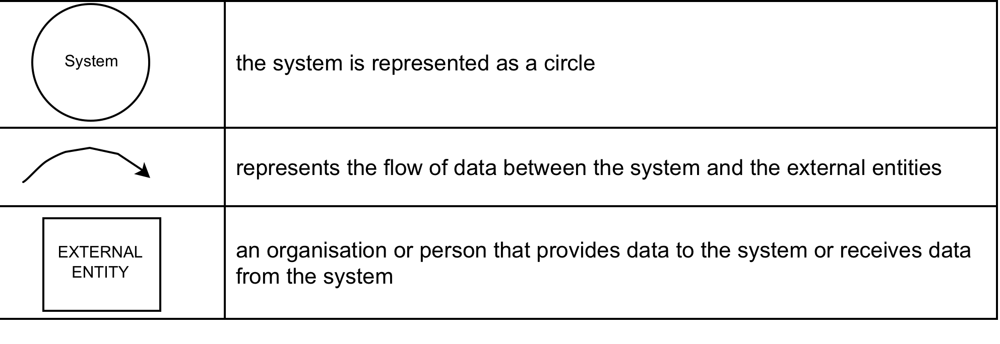 System
the system is represented as a circle
represents the flow of data between the system and the external entities
EXTERNAL
ENTITY
an organisation or person that provides data to the system or receives data
from the system